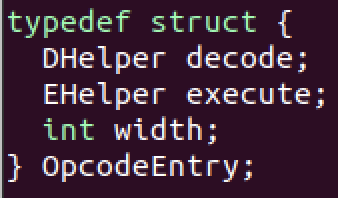 typedef struct {
  DHelper decode;
  EHelper execute;
  int width;
} OpcodeEntry;